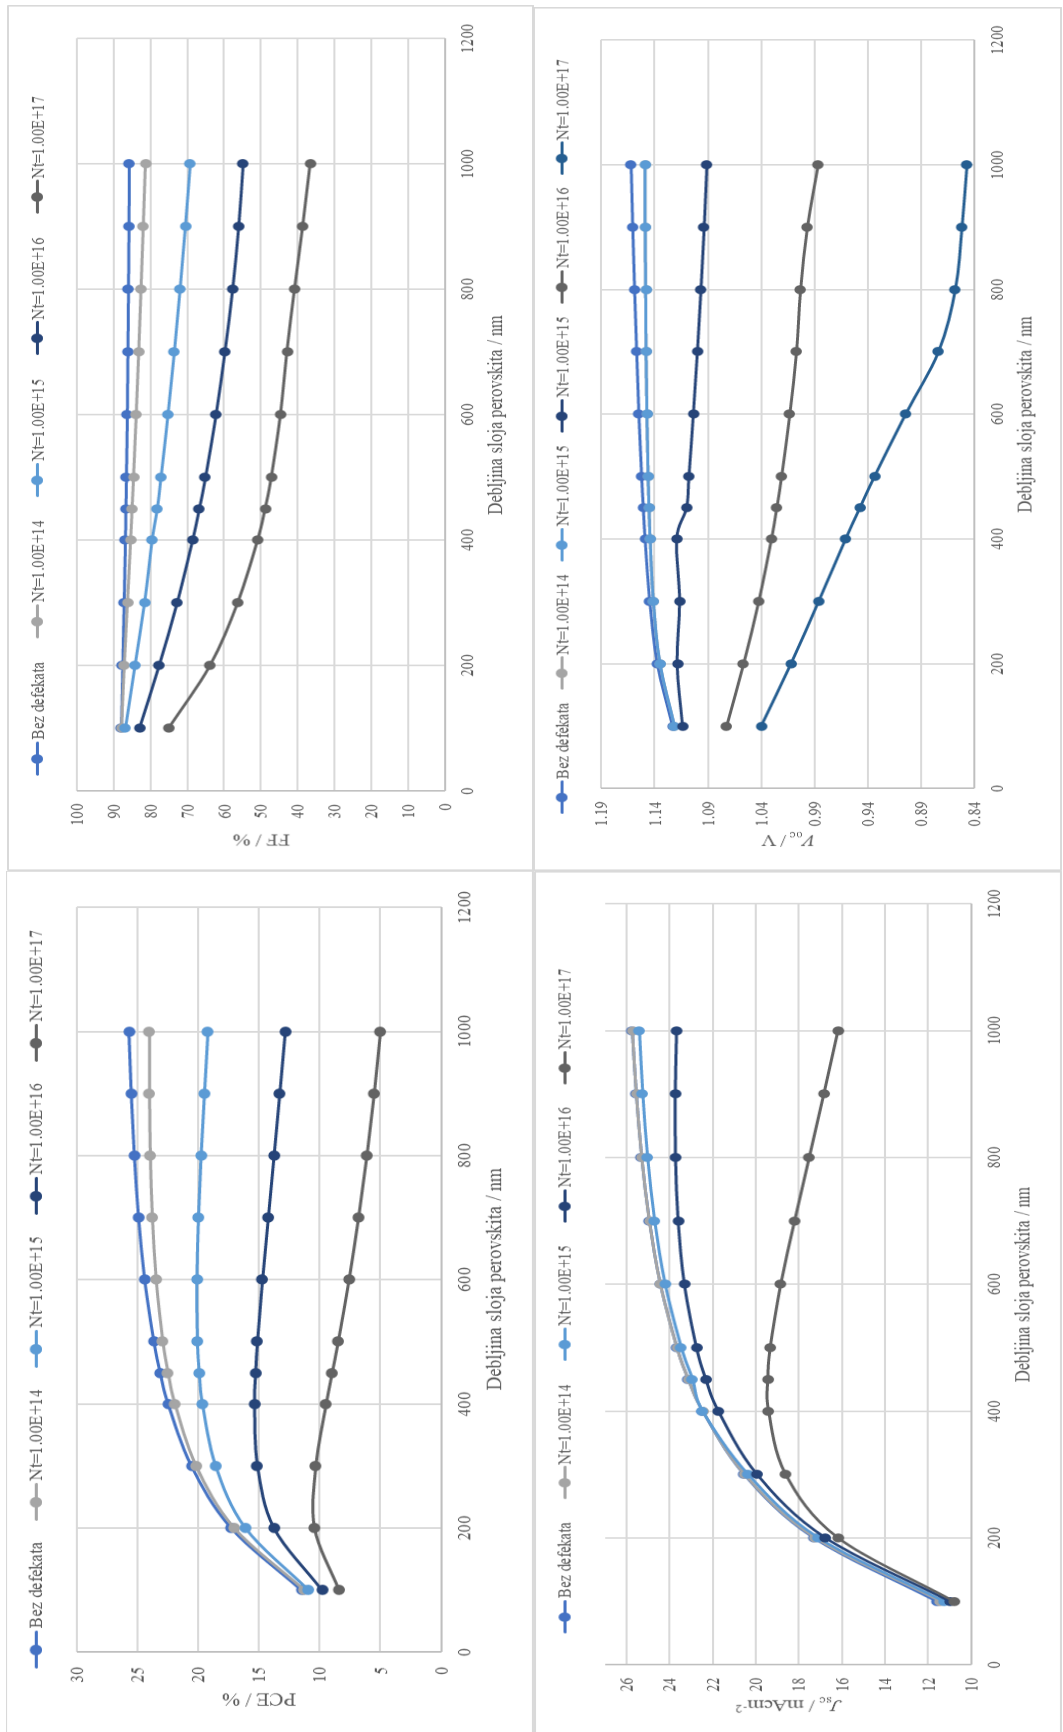 Bez defekata Nt=1.00E+14 Nt=1.00E+15 Nt=1.00E+16 Nt=1.00E+17
30
25
20
15
10
5
PCE / %
0 200 400 600 800 1000 1200
Debljina sloja perovskita / nm
Bez defekata Nt=1.00E+14 Nt=1.00E+15 Nt=1.00E+16 Nt=1.00E+17
100
90
80
70
60
50
40
30
20
10
0
FF / %
0 200 400 600 800 1000 1200
Debljina sloja perovskita / nm
Bez defekata Nt=1.00E+14 Nt=1.00E+15 Nt=1.00E+16 Nt=1.00E+17
26
24
22
20
18
16
14
12
10
Jsc / mAcm-2
0 200 400 600 800 1000 1200
Debljina sloja perovskita / nm
Bez defekata Nt=1.00E+14 Nt=1.00E+15 Nt=1.00E+15 Nt=1.00E+16 Nt=1.00E+17
1.19
1.14
1.09
1.04
0.99
0.94
0.89
0.84
Voc / V
0 200 400 600 800 1000 1200
Debljina sloja perovskita / nm